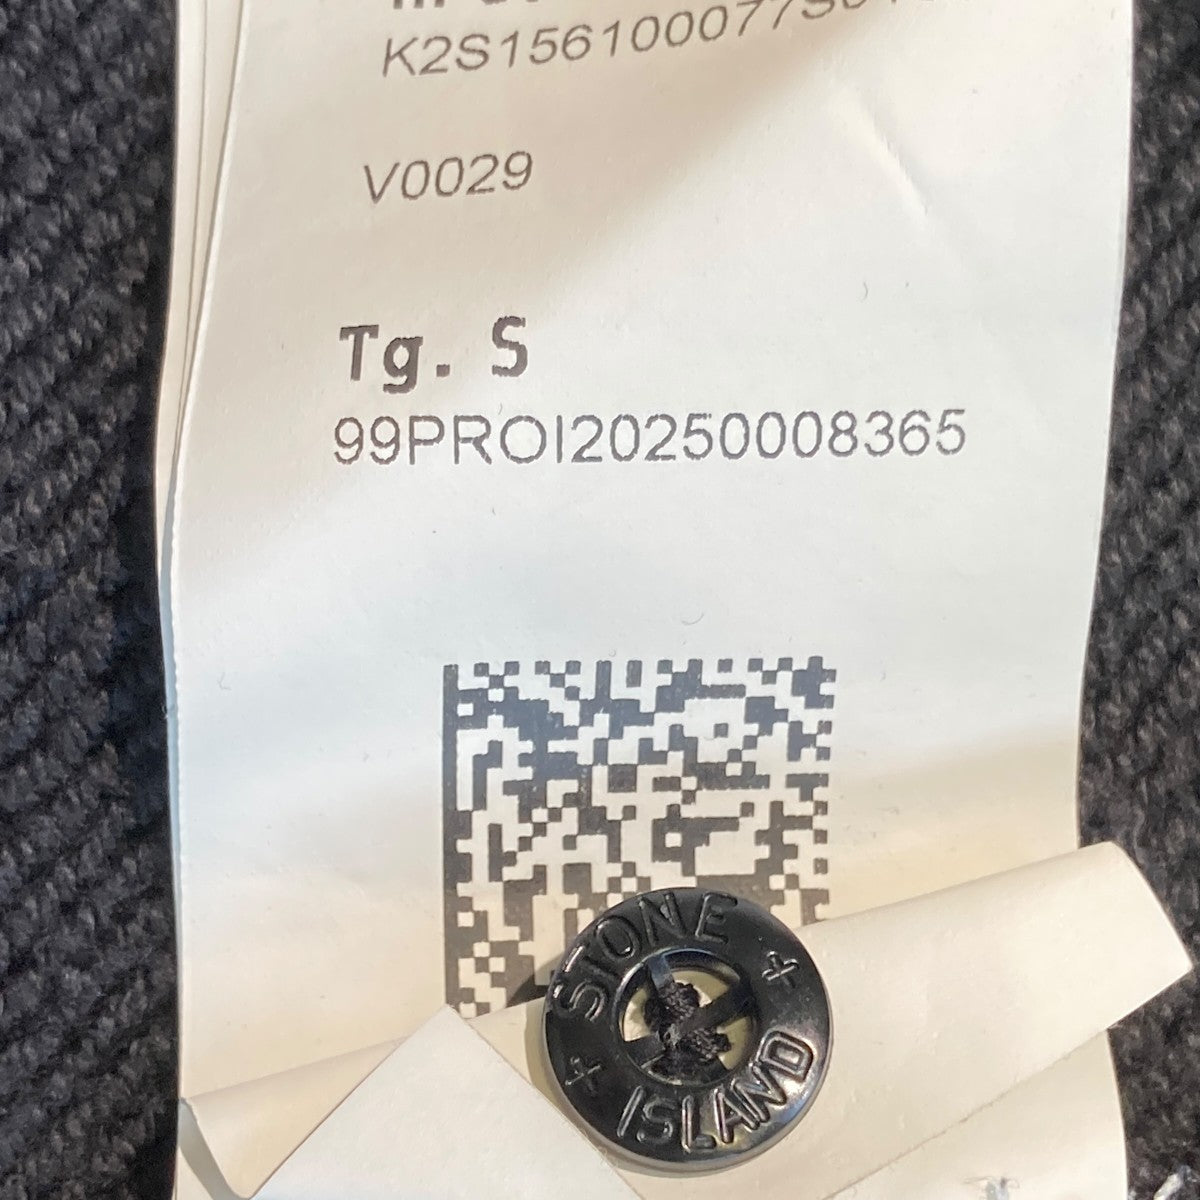 K2S156100077S0
V0029
Tg. S
99PROI20250008365
STONE
ISLAND